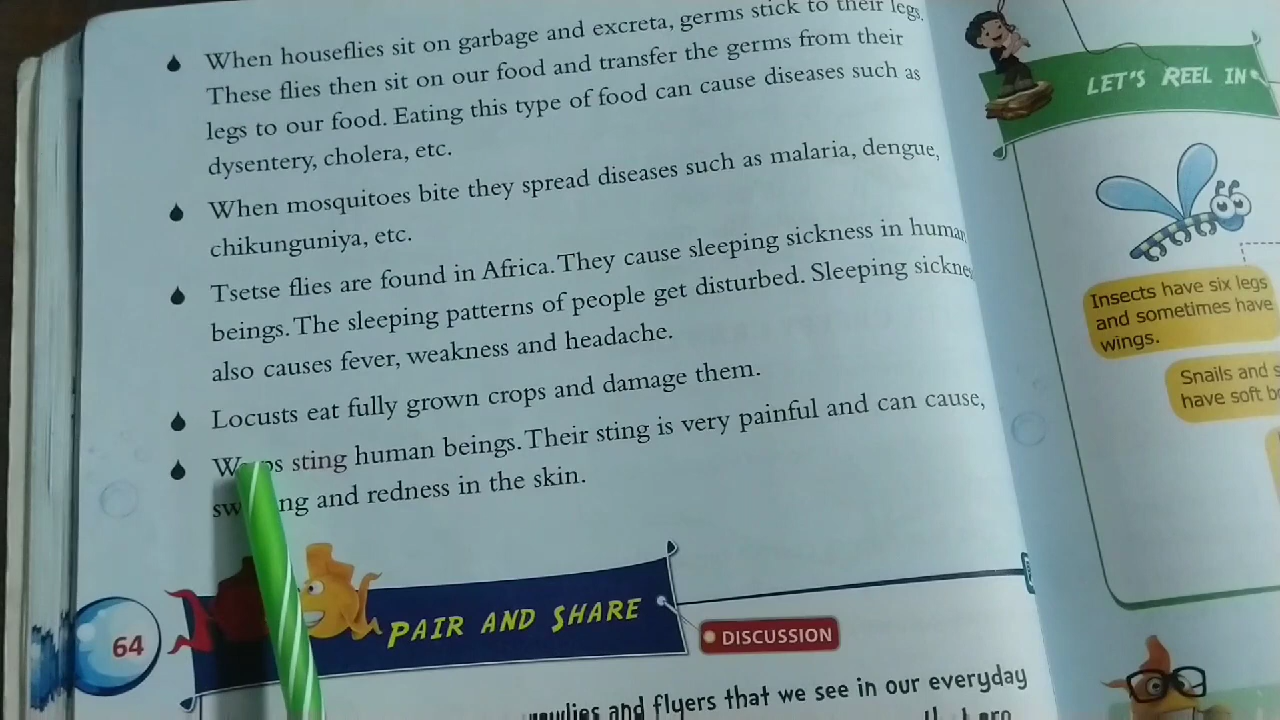 When houseflies sit on garbage and excreta, germs stick to their legs.
These flies then sit on our food and transfer the germs from their
legs to our food. Eating this type of food can cause diseases such as
dysentery, cholera, etc.
When mosquitoes bite they spread diseases such as malaria, dengue,
chikunguniya, etc.
Tsetse flies are found in Africa. They cause sleeping sickness in human
beings. The sleeping patterns of people get disturbed. Sleeping
also causes fever, weakness and headache.
Locusts eat fully grown crops and damage them.
sting human beings. Their sting is very painful and can cause,
and redness in the skin.
PAIR AND SHARE
DISCUSSION
and flyers that we see in our everyday
64
LET'S REEL IN
Insects have six legs
and sometimes have
wings.
Snails and
have soft